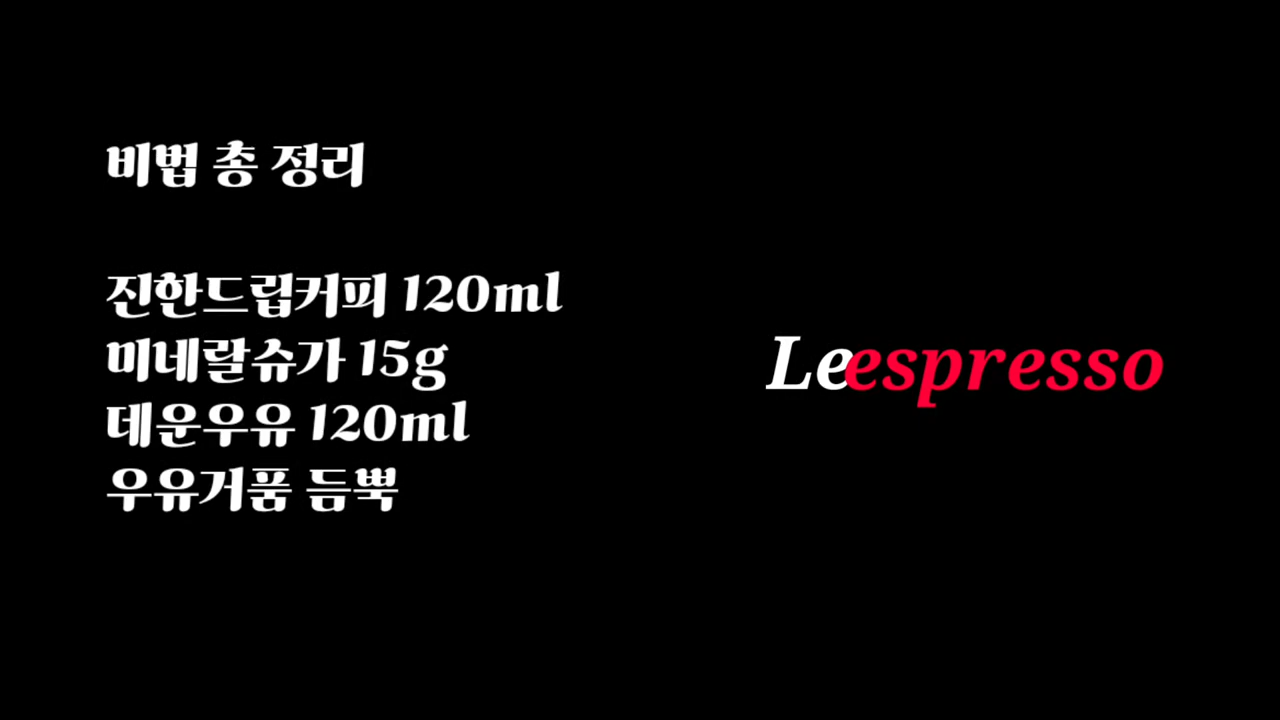 비법 총 정리
진한드립커피 120ml
미네랄슈가 15g
데운우유 120ml
우유거품 듬뿍
Leespresso